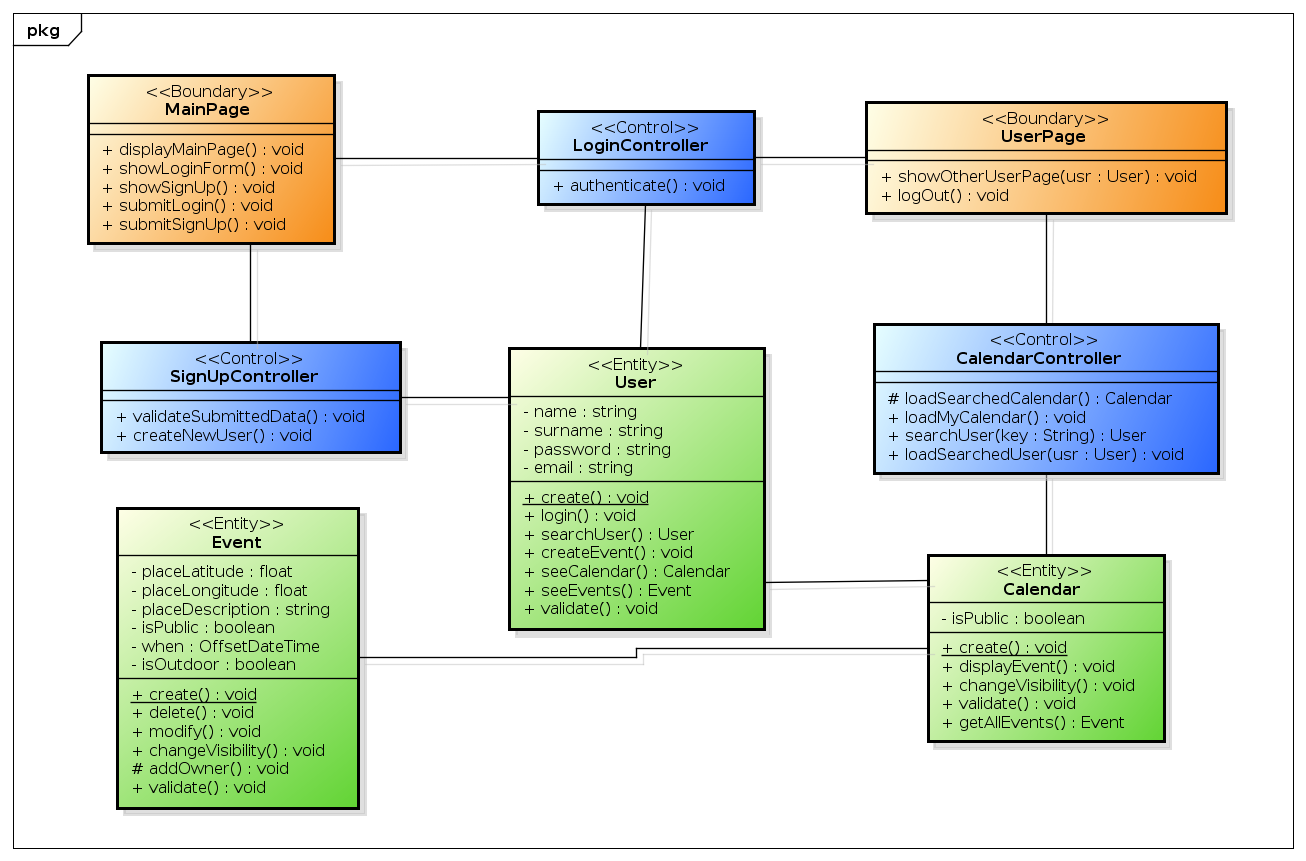 pkg
<<Boundary>>
MainPage
+ displayMainPage() : void
+ showLoginForm() : void
+ showSignUp() : void
+ submitLogin() : void
+ submitSignUp() : void
<<Control>>
LoginController
+ authenticate() : void
<<Boundary>>
UserPage
+ showOtherUserPage(usr : User) : void
+ logOut() : void
<<Control>>
SignUpController
+ validateSubmittedData() : void
+ createNewUser() : void
<<Entity>>
User
- name : string
- surname : string
- password : string
- email : string
+ create() : void
+ login() : void
+ searchUser() : User
+ createEvent() : void
+ seeCalendar() : Calendar
+ seeEvents() : Event
+ validate() : void
<<Control>>
CalendarController
# loadSearchedCalendar() : Calendar
+ loadMyCalendar() : void
+ searchUser(key : String) : User
+ loadSearchedUser(usr : User) : void
<<Entity>>
Event
- placeLatitude : float
- placeLongitude : float
- placeDescription : string
- isPublic : boolean
- when : OffsetDateTime
- isOutdoor : boolean
+ create() : void
+ delete() : void
+ modify() : void
+ changeVisibility() : void
# addOwner() : void
+ validate() : void
<<Entity>>
Calendar
- isPublic : boolean
+ create() : void
+ displayEvent() : void
+ changeVisibility() : void
+ validate() : void
+ getAllEvents() : Event